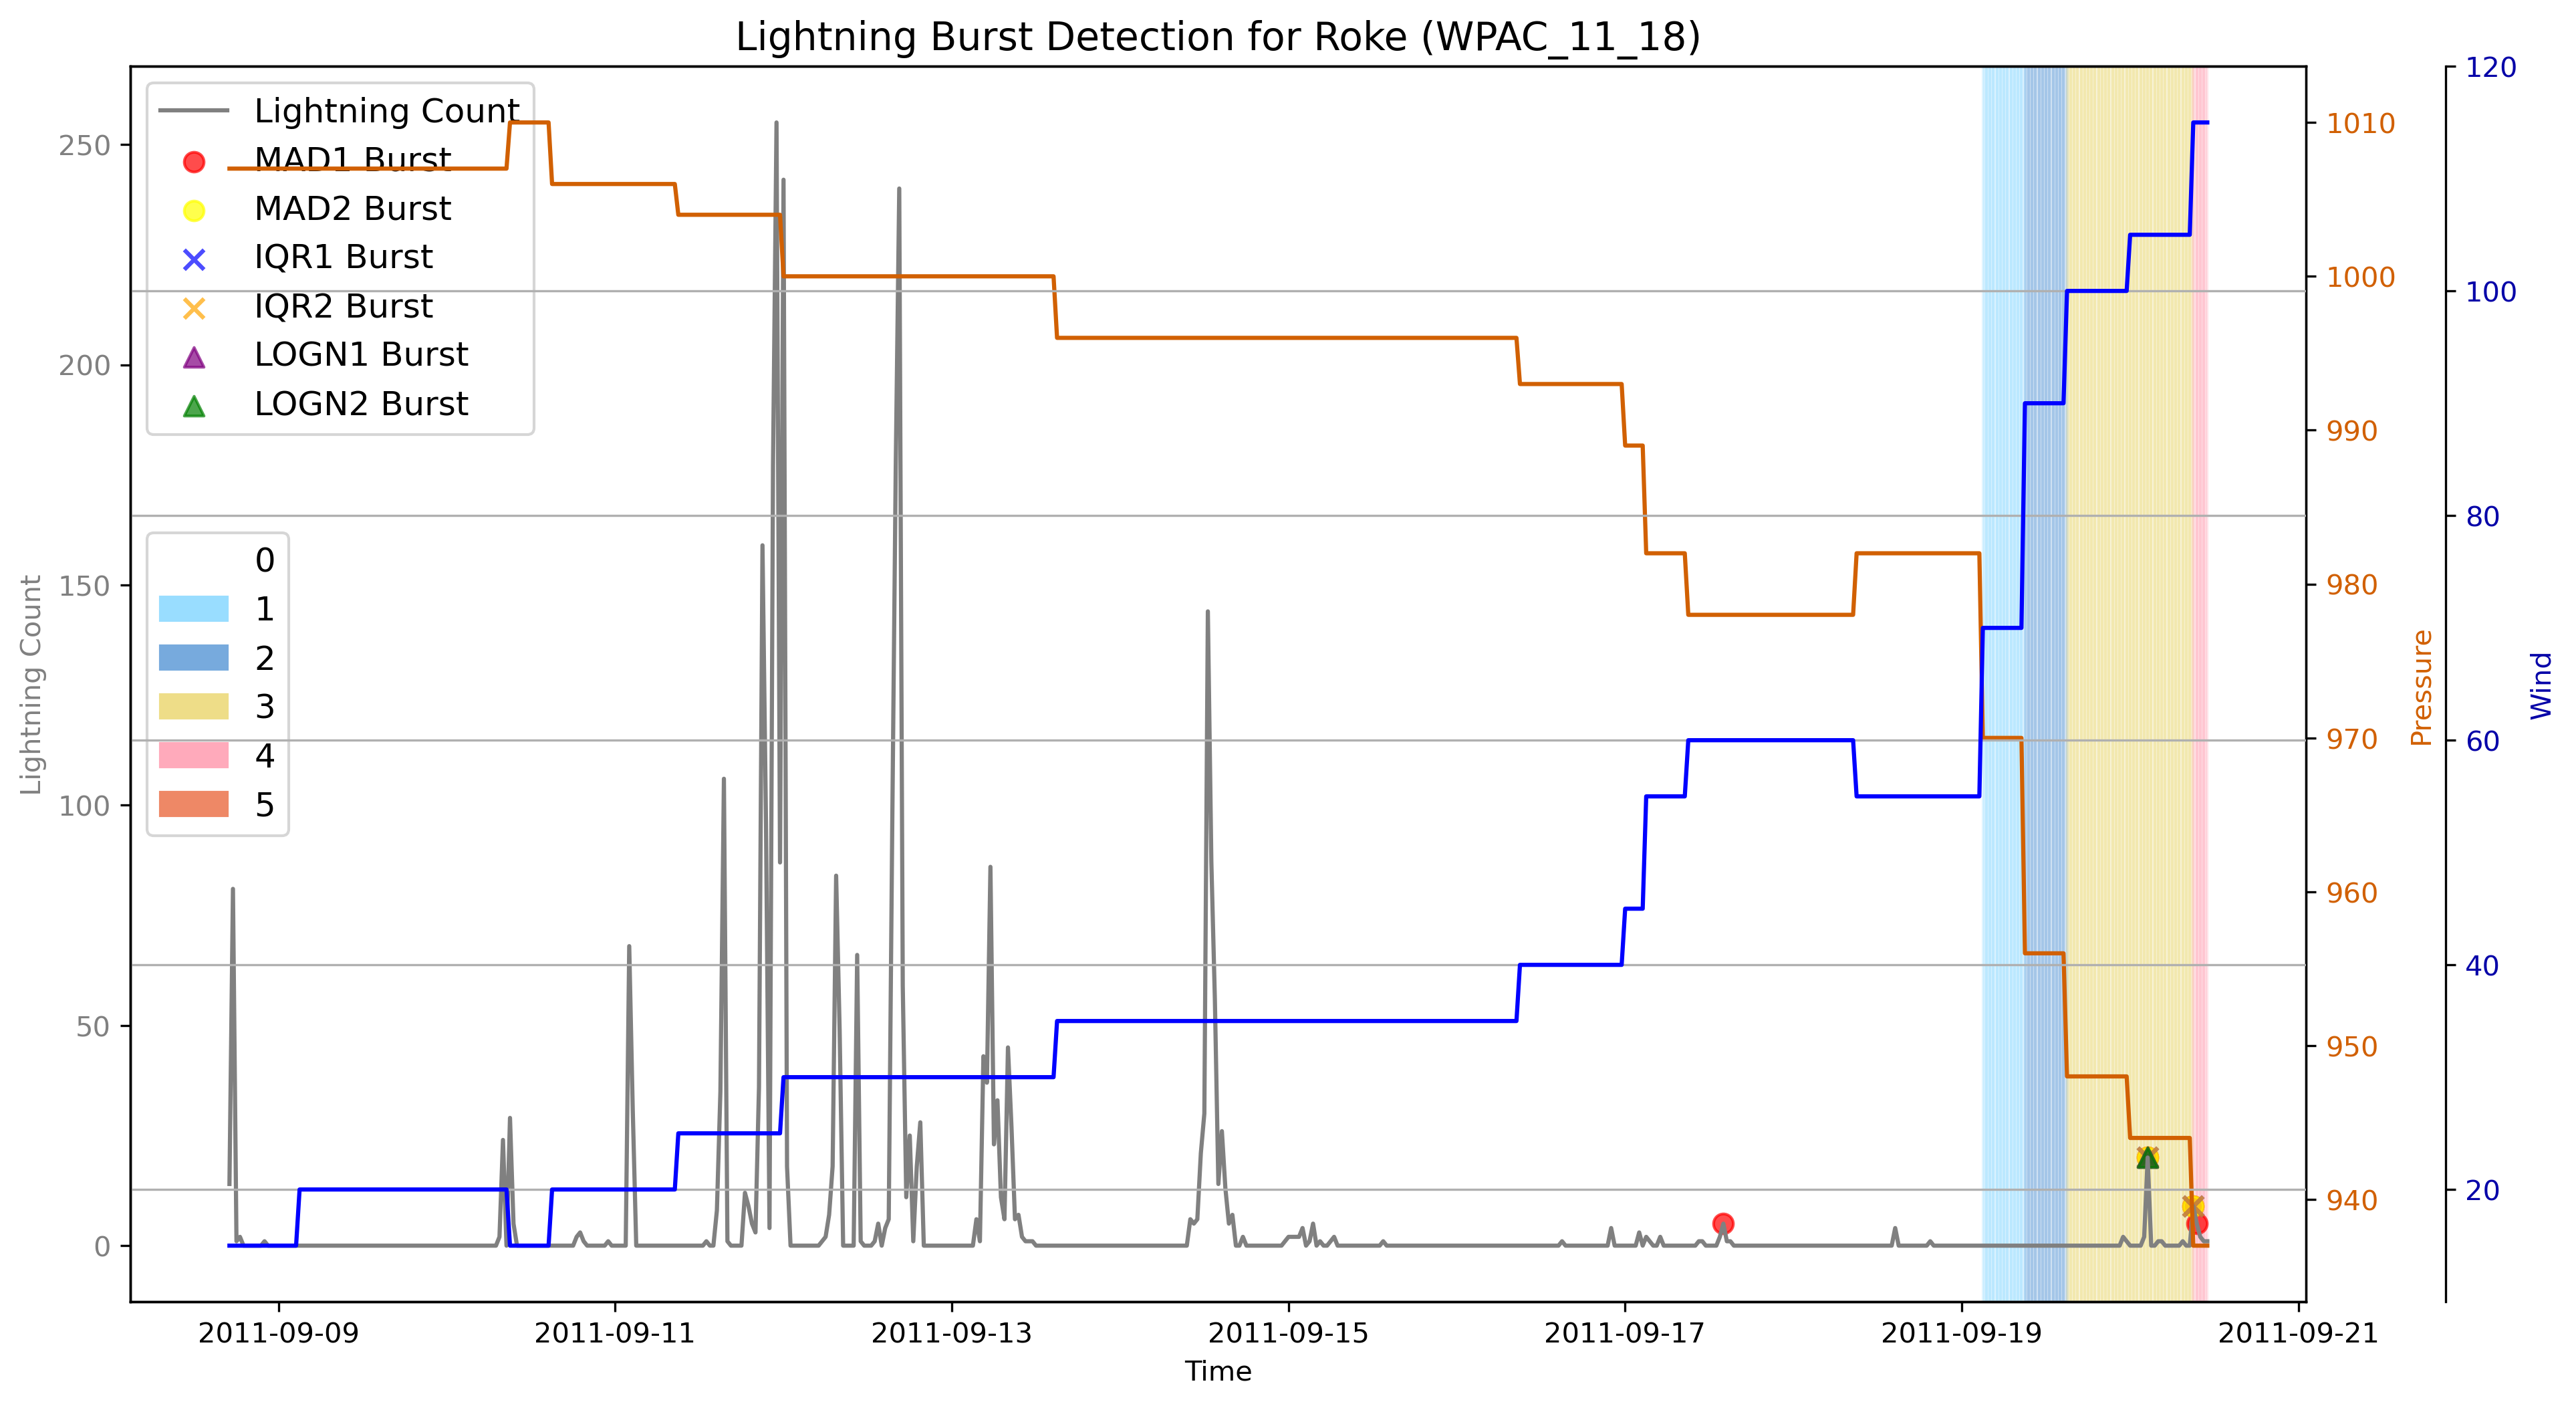 Lightning Burst Detection for Roke (WPAC_11_18)
Lightning Count
MAD1 Burst
MAD2 Burst
IQR1 Burst
IQR2 Burst
LOGN1 Burst
LOGN2 Burst
0
1
2
3
4
5
Lightning Count
250
200
150
100
50
0
1010
1000
990
980
970
960
950
940
Pressure
120
100
80
60
40
20
Wind
2011-09-09
2011-09-11
2011-09-13
2011-09-15
2011-09-17
2011-09-19
2011-09-21
Time